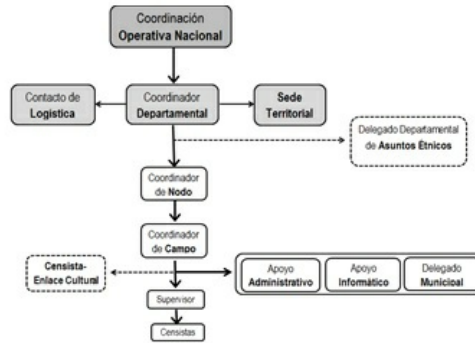 Coordinación
Operativa Nacional
Contacto de
Logística
Coordinador
Departamental
Sede
Territorial
Delegado Departamental
de Asuntos Étnicos
Coordinador
de Nodo
Coordinador
de Campo
Censista-
Enlace Cultural
Apoyo
Administrativo
Apoyo
Informático
Delegado
Municipal
Supervisor
Censistas